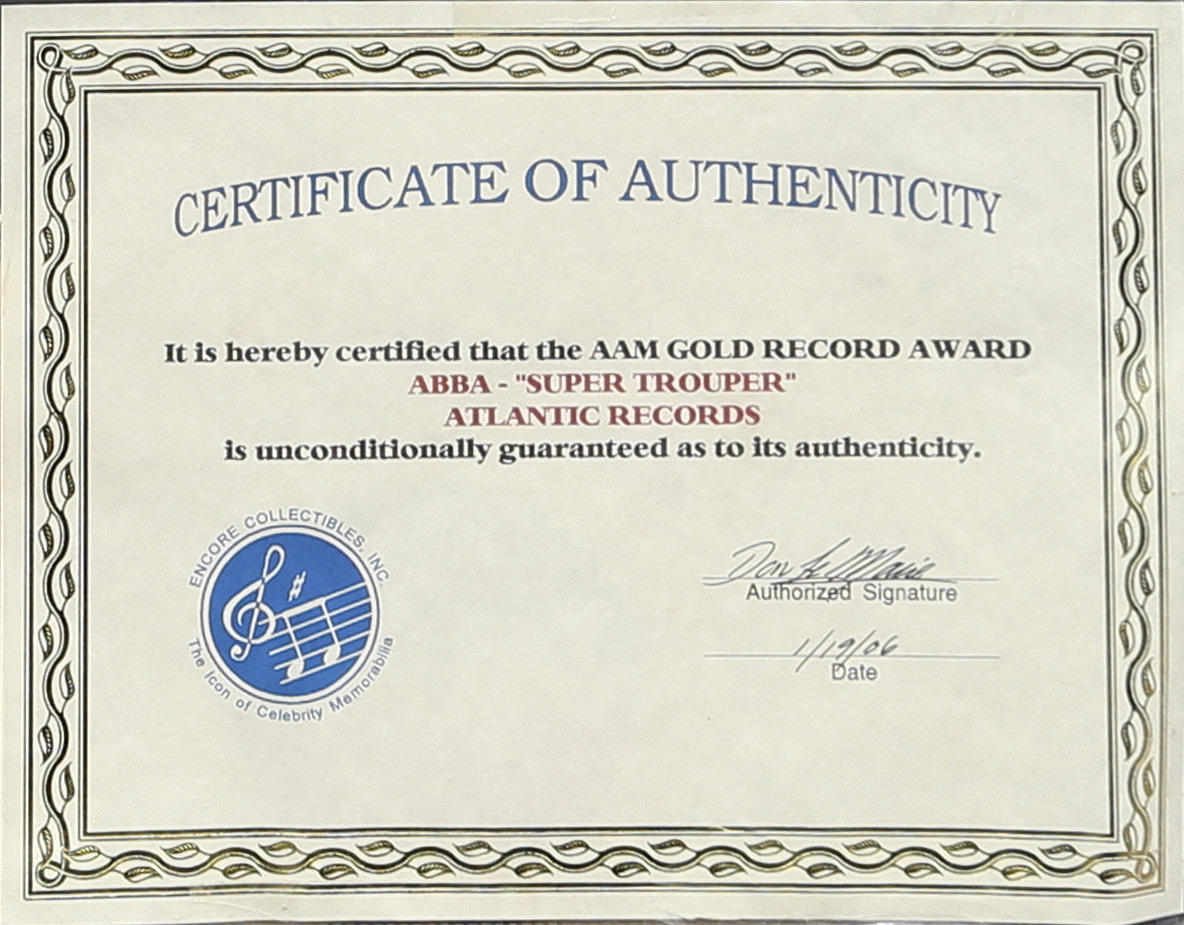 CERTIFICATE OF AUTHENTICITY
It is hereby certified that the AAM GOLD RECORD AWARD
ABBA - "SUPER TROUPER"
ATLANTIC RECORDS
is unconditionally guaranteed as to its authenticity.
ENCORE COLLECTIBLES, INC.
The Icon of Celebrity Memorabilia
Authorized Signature
1/19/06
Date